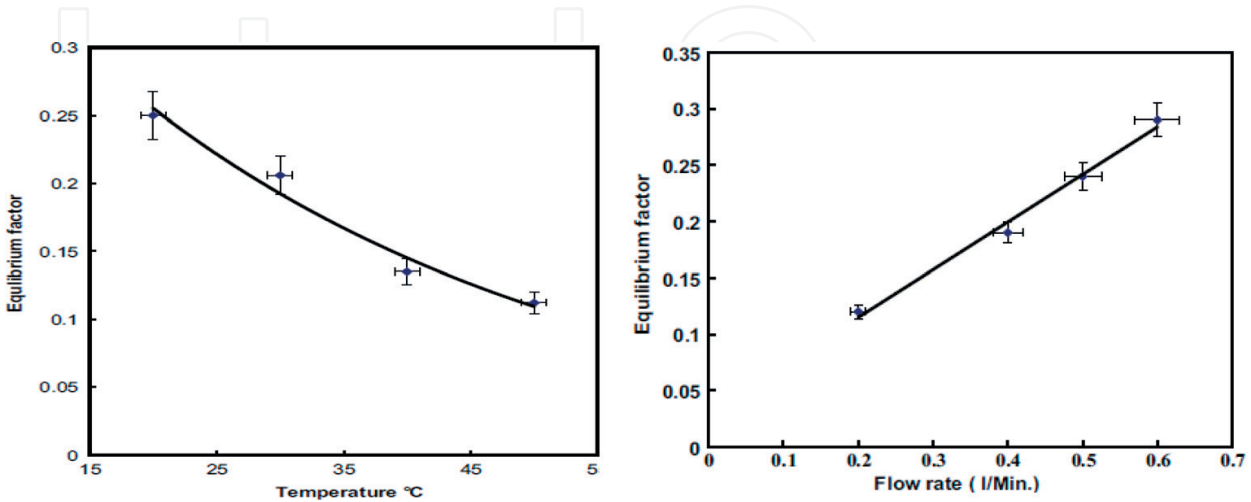 0.3
0.25
0.2
0.15
0.1
0.05
0
15 25 35 45 5
Temperature °C
Equlibrium factor
0.35
0.3
0.25
0.2
0.15
0.1
0.05
0
0 0.1 0.2 0.3 0.4 0.5 0.6 0.7
Flow rate ( l/Min.)
Equilibrium factor